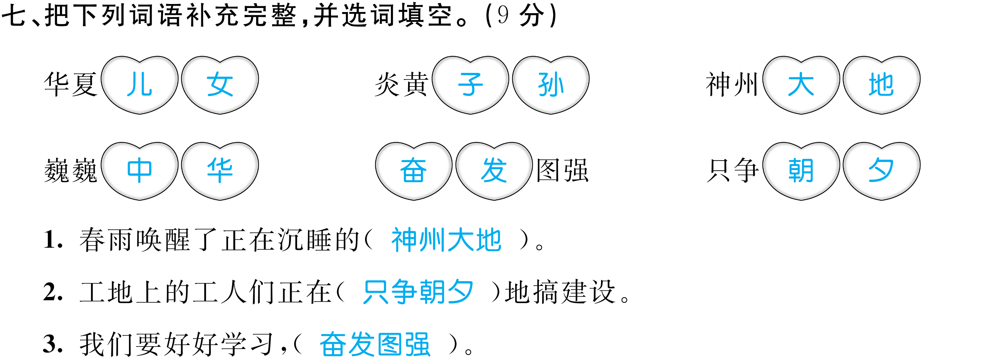 七、把下列词语补充完整,并选词填空。(9 分)
华夏儿女 炎黄子孙 神州大地
巍巍中华 奋发图强 只争朝夕
1. 春雨唤醒了正在沉睡的( 神州大地 )。
2. 工地上的工人们正在( 只争朝夕 )地搞建设。
3. 我们要好好学习,( 奋发图强 )。